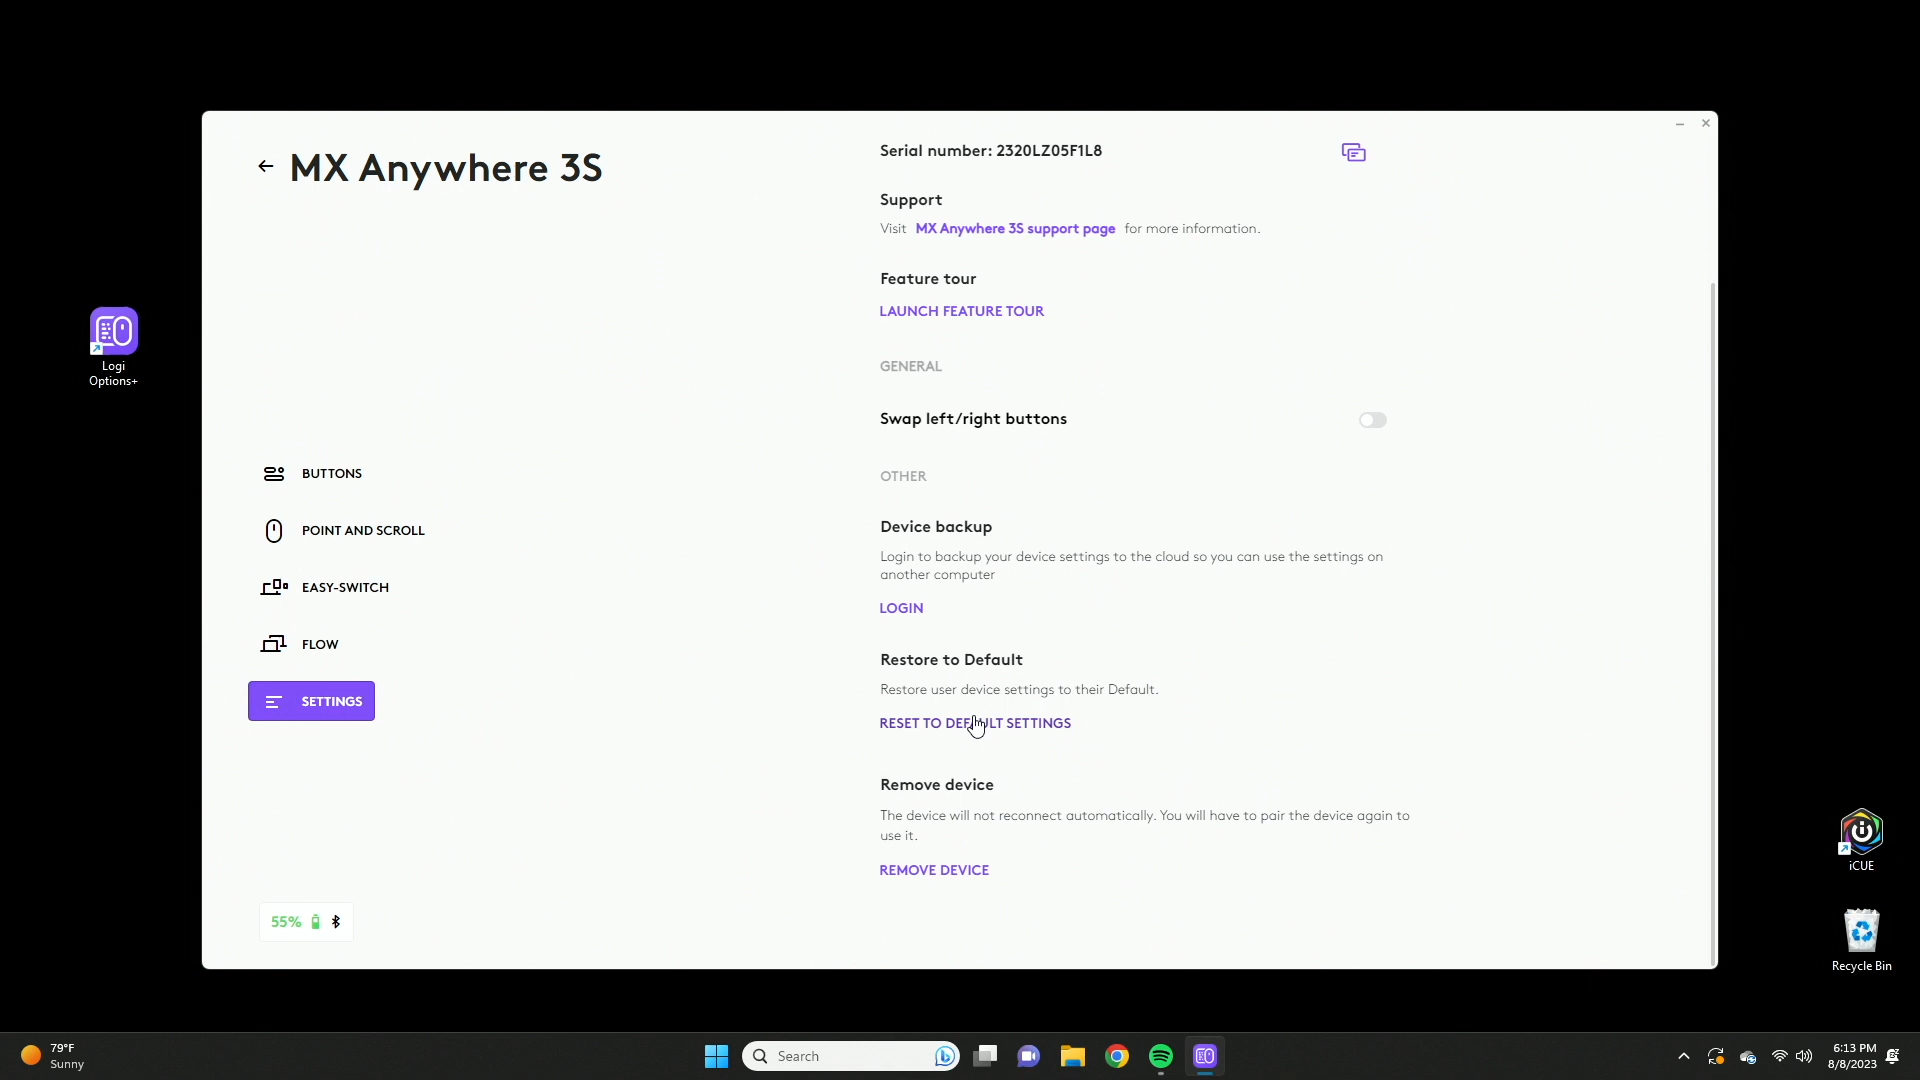 MX Anywhere 3S
Serial number: 2320LZ05F1L8
Support
Visit MX Anywhere 3S support page for more information.
Feature tour
LAUNCH FEATURE TOUR
GENERAL
Swap left/right buttons
OTHER
Device backup
Login to backup your device settings to the cloud so you can use the settings on
another computer
LOGIN
Restore to Default
Restore user device settings to their Default.
RESET TO DEFAULT SETTINGS
Remove device
The device will not reconnect automatically. You will have to pair the device again to
use it.
REMOVE DEVICE
BUTTONS
POINT AND SCROLL
EASY-SWITCH
FLOW
SETTINGS
55%
Logi
Options+
iCUE
Recycle Bin
79°F
Sunny
Search
6:13 PM
8/8/2023